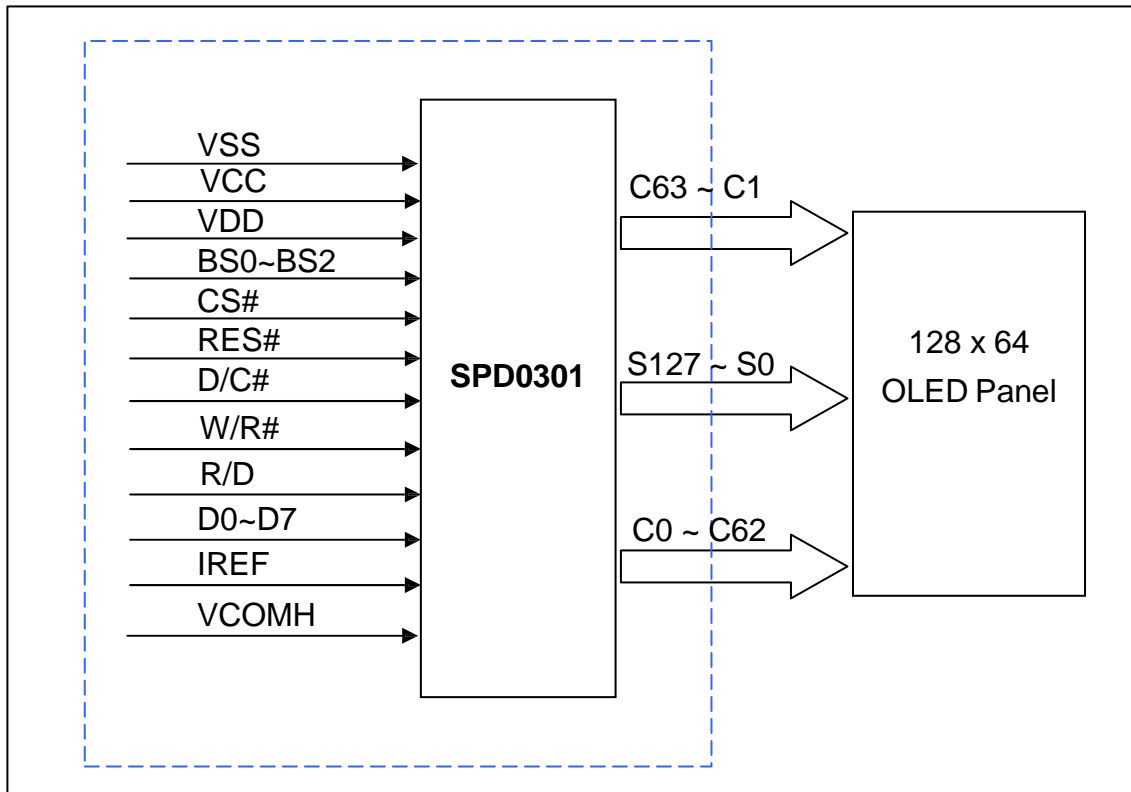 VSS
VCC
VDD
BS0~BS2
CS#
RES#
D/C#
W/R#
R/D
D0~D7
IREF
VCOMH
SPD0301
C63 ~ C1
S127 ~ S0
C0 ~ C62
128 x 64
OLED Panel